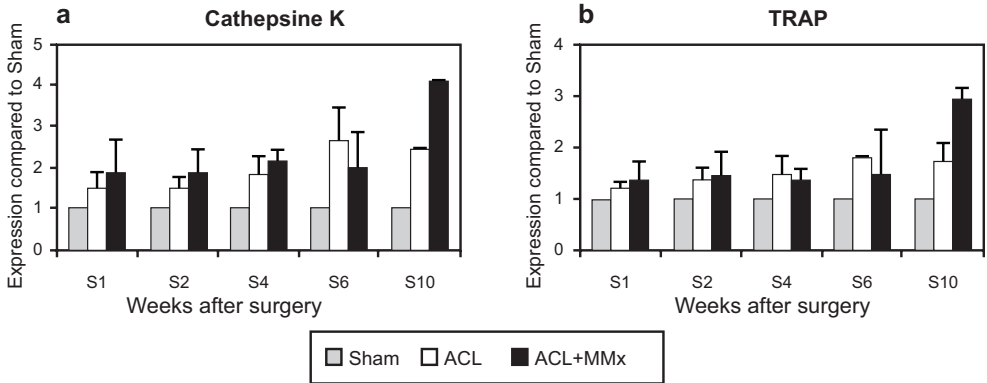 a Cathepsine K
Expression compared to Sham
5
4
3
2
1
0
S1 S2 S4 S6 S10
Weeks after surgery
b TRAP
Expression compared to Sham
4
3
2
1
0
S1 S2 S4 S6 S10
Weeks after surgery
Sham ACL ACL+MMx